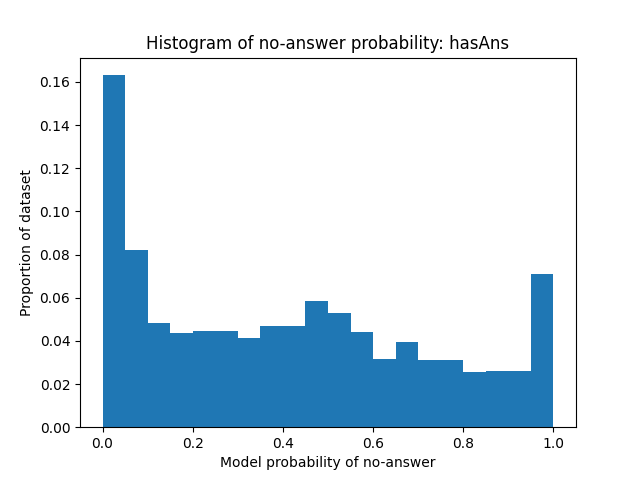 Histogram of no-answer probability: hasAns
0.16
0.14
0.12
0.10
0.08
0.06
0.04
0.02
0.00
Proportion of dataset
0.0 0.2 0.4 0.6 0.8 1.0
Model probability of no-answer